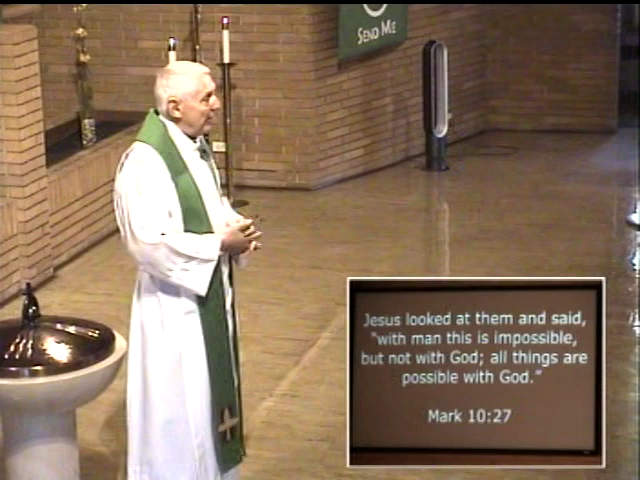 Send Me
Jesus looked at them and said,
"with man this is impossible,
but not with God; all things are
possible with God."
Mark 10:27